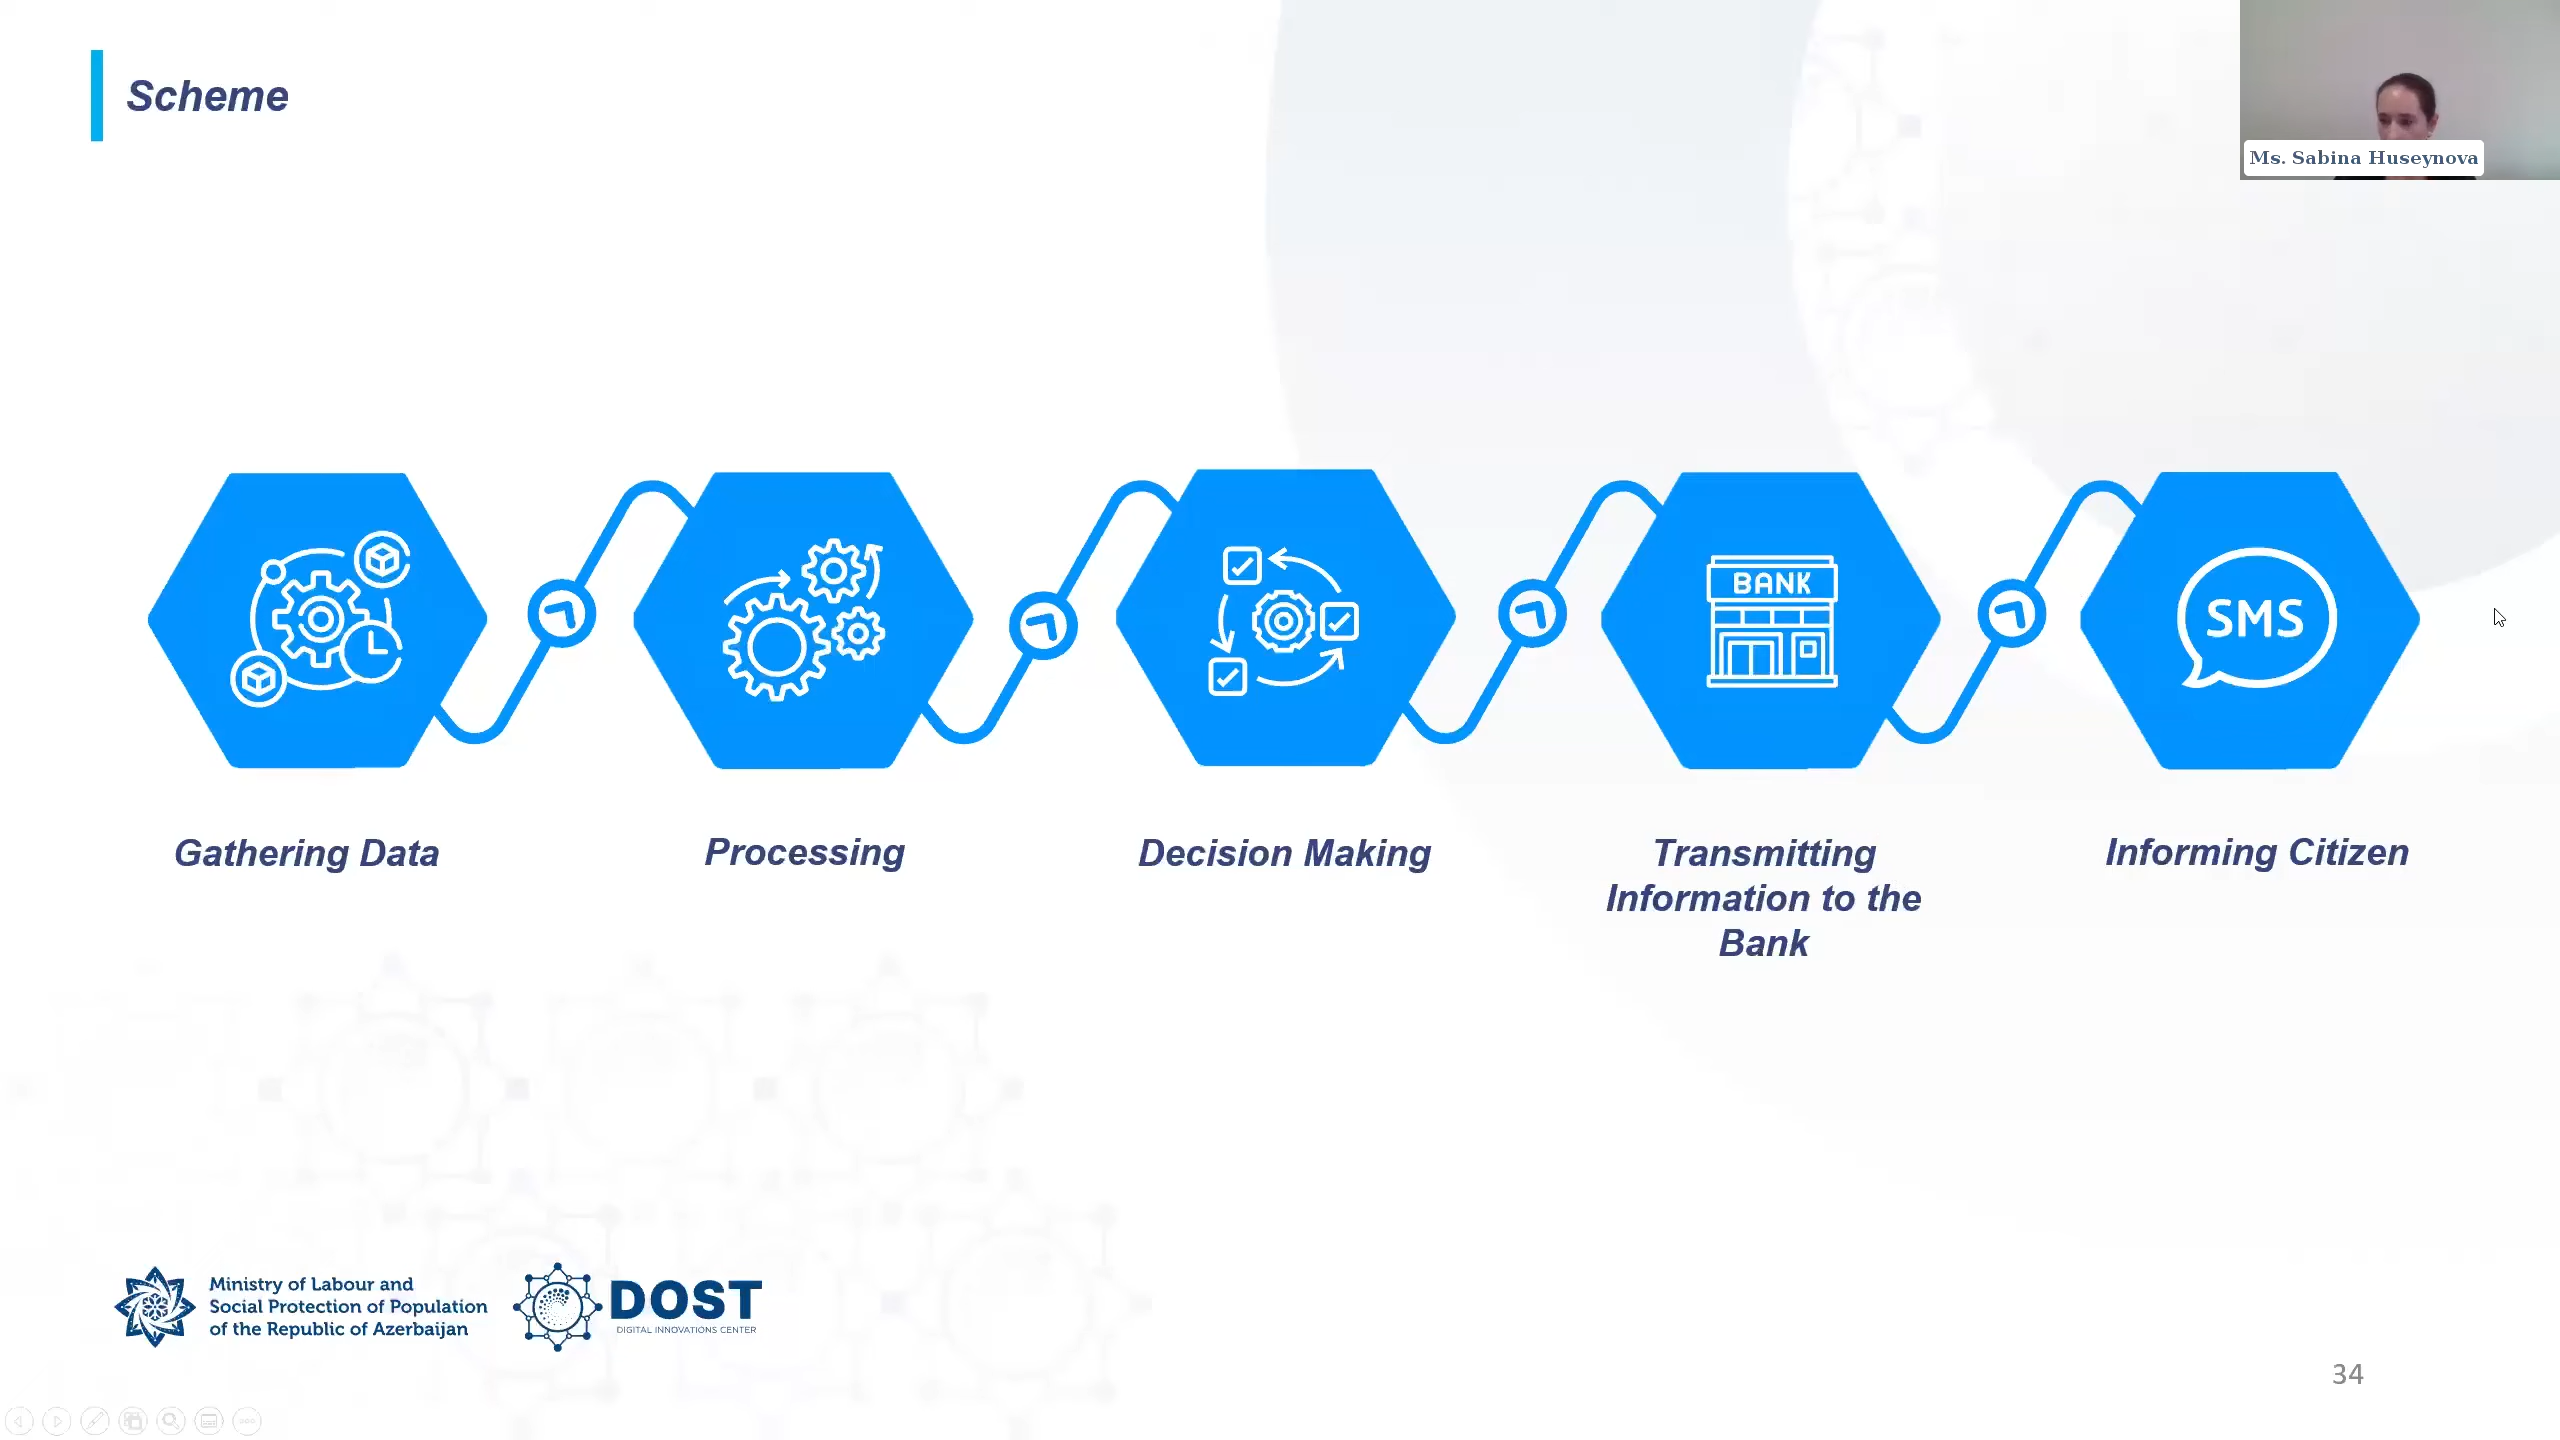 Scheme
Ms. Sabina Huseynova
BANK
SMS
Gathering Data
Processing
Decision Making
Transmitting
Information to the
Bank
Informing Citizen
Ministry of Labour and
Social Protection of Population
of the Republic of Azerbaijan
DOST
DIGITAL INNOVATIONS CENTER
34